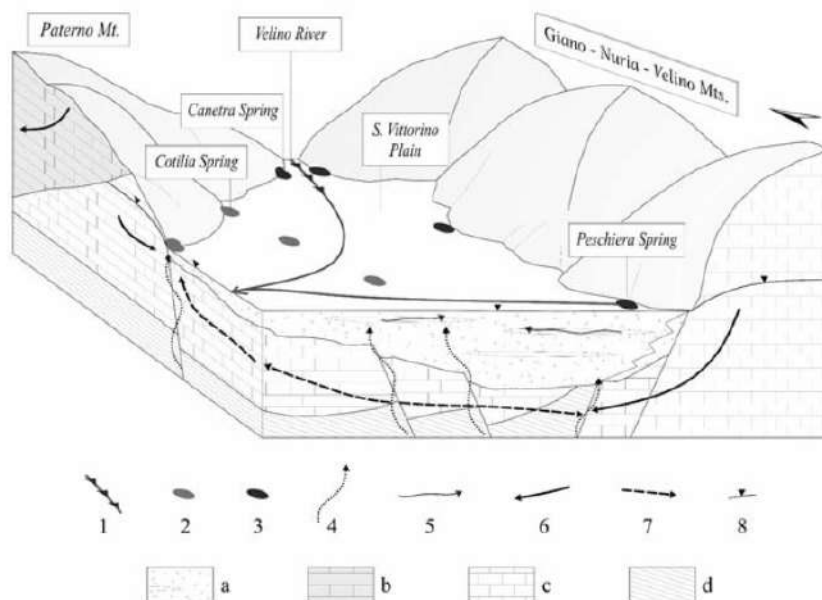 Paterno Mt.
Velino River
Giano - Nuria - Velino Mts.
Canetra Spring
S. Vittorino
Plain
Cotilia Spring
Peschiera Spring
1 2 3 4 5 6 7 8
a b c d